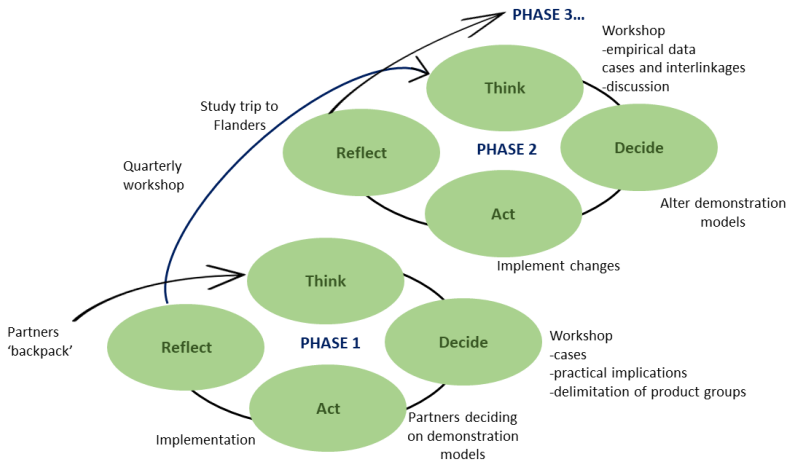 PHASE 3...
Workshop
-empirical data
cases and interlinkages
-discussion
Think
Study trip to
Flanders
Reflect
PHASE 2
Decide
Quarterly
workshop
Act
Alter demonstration
models
Implement changes
Think
Partners
‘backpack’
Reflect
PHASE 1
Decide
Workshop
-cases
-practical implications
-delimitation of product groups
Act
Partners deciding
on demonstration
models
Implementation